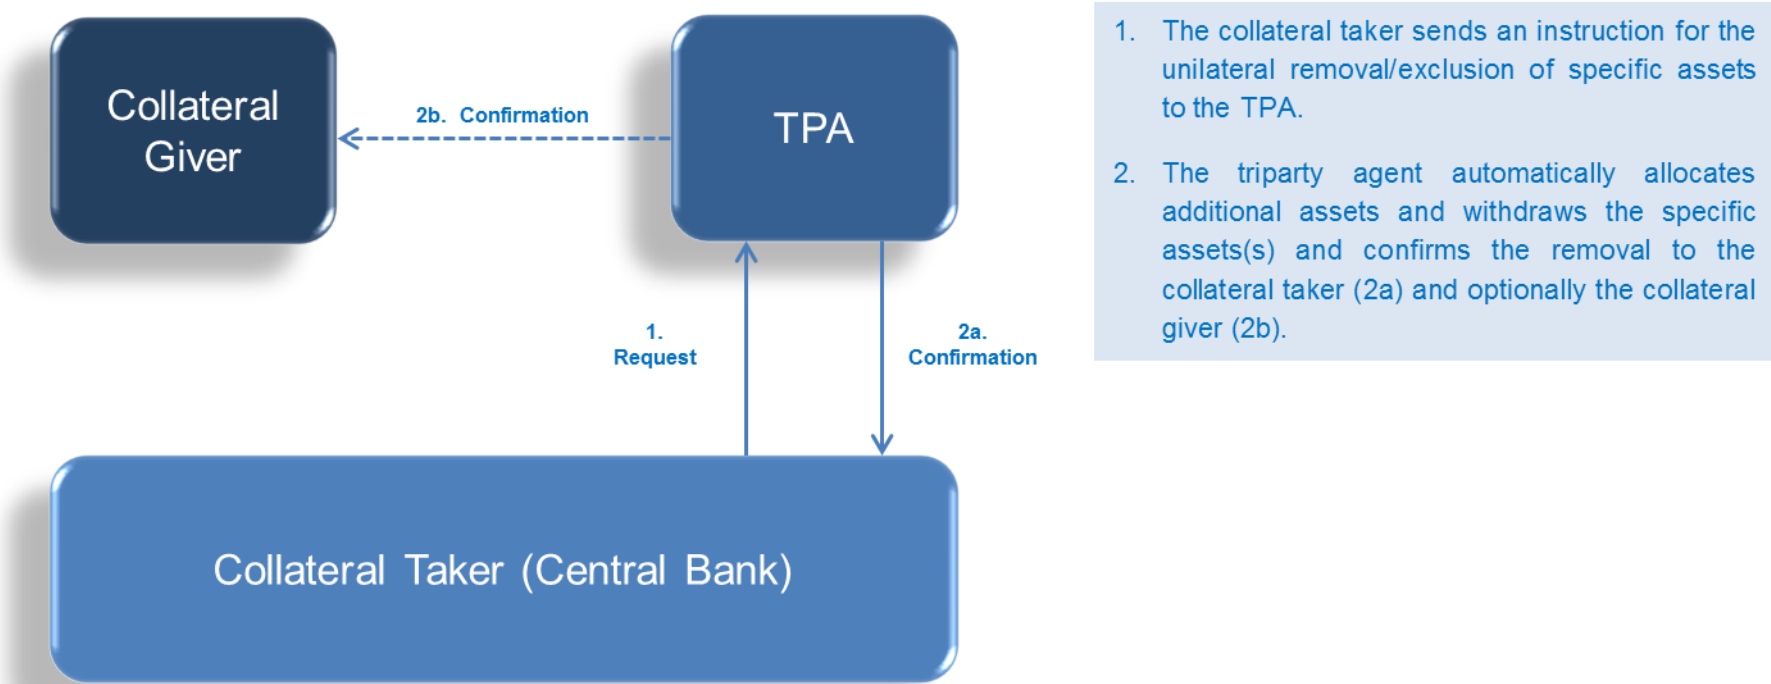 Collateral
Giver
2b. Confirmation
TPA
1.
Request
2a.
Confirmation
Collateral Taker (Central Bank)
1. The collateral taker sends an instruction for the
unilateral removal/exclusion of specific assets
to the TPA.
2. The triparty agent automatically allocates
additional assets and withdraws the specific
assets(s) and confirms the removal to the
collateral taker (2a) and optionally the collateral
giver (2b).